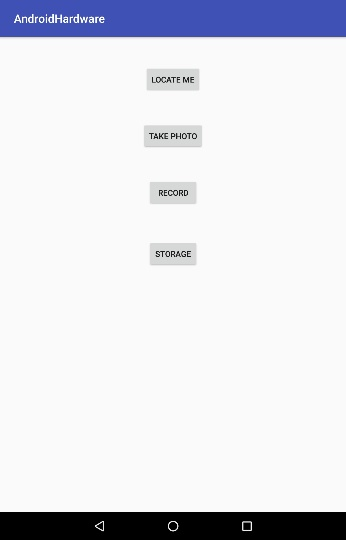 AndroidHardware
LOCATE ME
TAKE PHOTO
RECORD
STORAGE